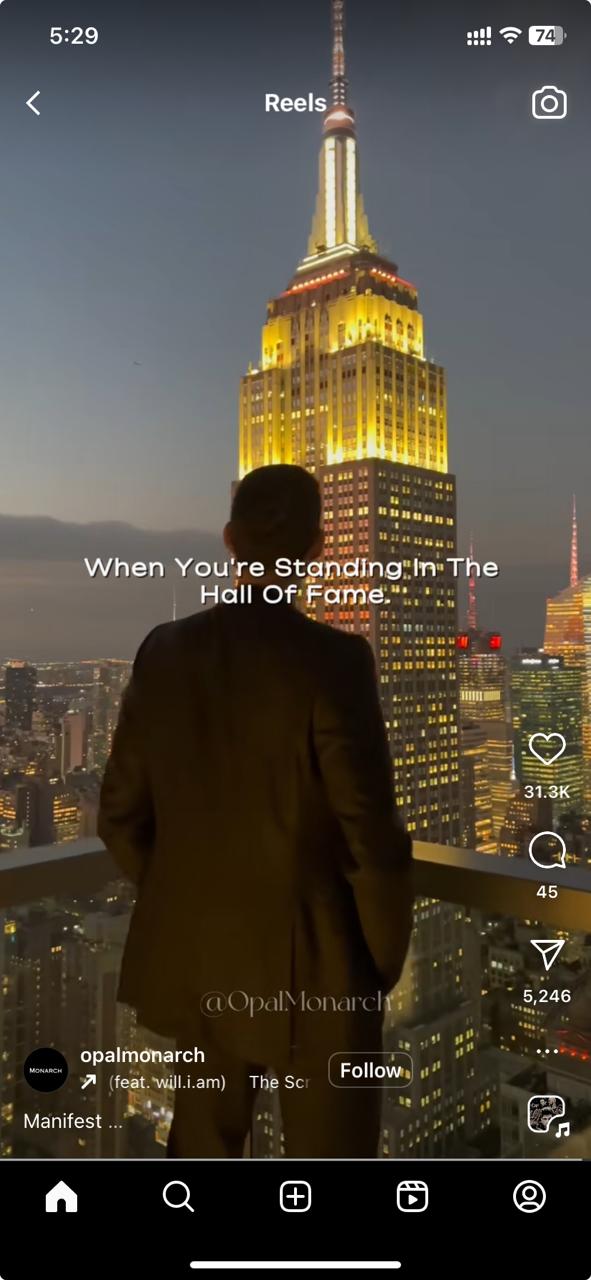 5:29
74
Reels
When You're Standing In The
Hall Of Fame.
31.3K
45
@OpalMonarch
5,246
MONARCH
opalmonarch
(feat. will.i.am) The Scr
Follow
Manifest ...